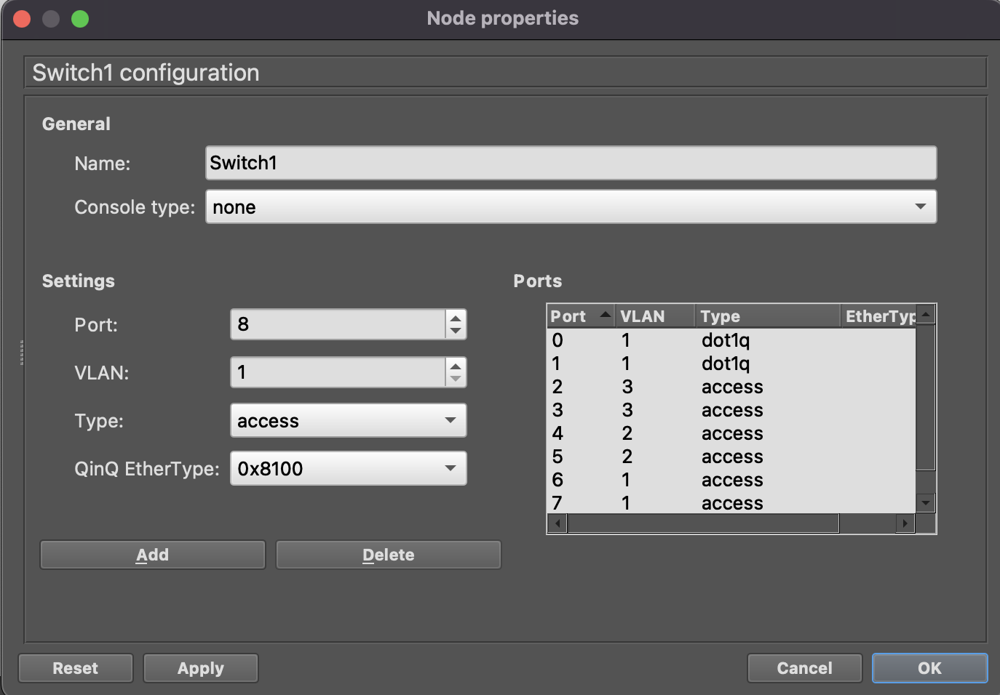 Node properties
Switch1 configuration
General
Name: Switch1
Console type: none
Settings
Port: 8
VLAN: 1
Type: access
QinQ EtherType: 0x8100
Add Delete
Ports
Port VLAN Type EtherTyp
0 1 dot1q
1 1 dot1q
2 3 access
3 3 access
4 2 access
5 2 access
6 1 access
7 1 access
Reset Apply Cancel OK